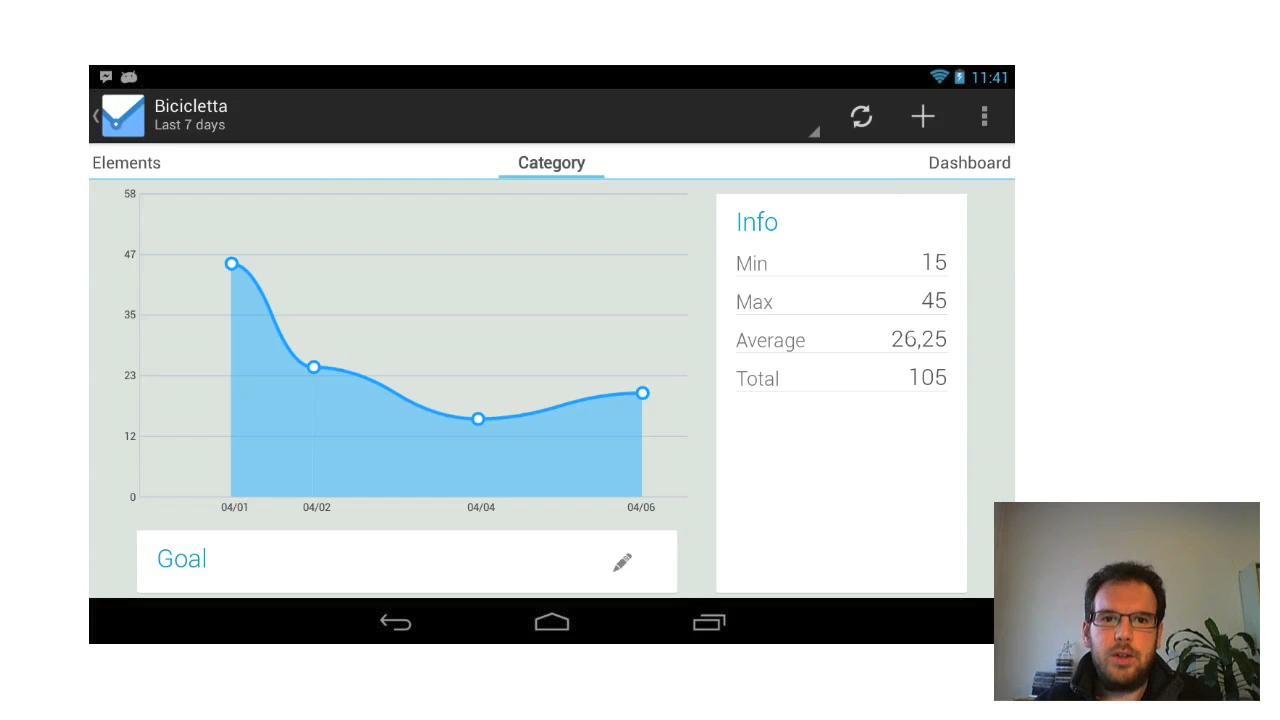 11:41
Bicicletta
Last 7 days
Elements
Category
Dashboard
58
47
35
23
12
0
04/01
04/02
04/04
04/06
Info
Min 15
Max 45
Average 26,25
Total 105
Goal